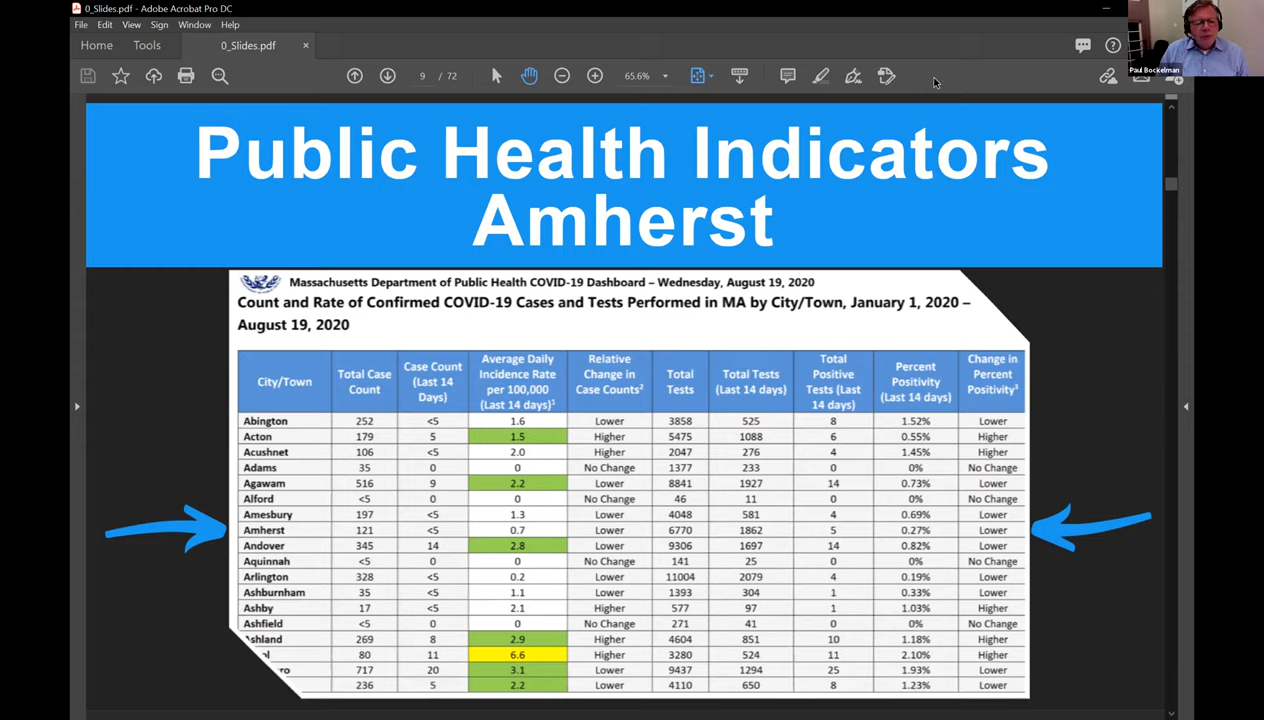 0_Slides.pdf - Adobe Acrobat Pro DC
File Edit View Sign Window Help
Home Tools 0_Slides.pdf ×
9 / 72 65.6%
Paul Bockelman
Public Health Indicators
Amherst
Massachusetts Department of Public Health COVID-19 Dashboard – Wednesday, August 19, 2020
Count and Rate of Confirmed COVID-19 Cases and Tests Performed in MA by City/Town, January 1, 2020 –
August 19, 2020
City/Town Total Case Count Case Count (Last 14 Days) Average Daily Incidence Rate per 100,000 (Last 14 days)1 Relative Change in Case Counts2 Total Tests Total Tests (Last 14 days) Total Positive Tests (Last 14 days) Percent Positivity (Last 14 days) Change in Percent Positivity3
Abington 252 <5 1.6 Lower 3858 525 8 1.52% Lower
Acton 179 5 1.5 Higher 5475 1088 6 0.55% Higher
Acushnet 106 <5 2.0 Higher 2047 276 4 1.45% Higher
Adams 35 0 0 No Change 1377 233 0 0% No Change
Agawam 516 9 2.2 Lower 8841 1927 14 0.73% Lower
Alford <5 0 0 No Change 46 11 0 0% No Change
Amesbury 197 <5 1.3 Lower 4048 581 4 0.69% Lower
Amherst 121 <5 0.7 Lower 6770 1862 5 0.27% Lower
Andover 345 14 2.8 Lower 9306 1697 14 0.82% Lower
Aquinnah <5 0 0 No Change 141 25 0 0% No Change
Arlington 328 <5 0.2 Lower 11004 2079 4 0.19% Lower
Ashburnham 35 <5 1.1 Lower 1393 304 1 0.33% Lower
Ashby 17 <5 2.1 Higher 577 97 1 1.03% Higher
Ashfield <5 0 0 No Change 271 41 0 0% No Change
shland 269 8 2.9 Higher 4604 851 10 1.18% Higher
ol 80 11 6.6 Higher 3280 524 11 2.10% Higher
ro 717 20 3.1 Lower 9437 1294 25 1.93% Lower
236 5 2.2 Lower 4110 650 8 1.23% Lower